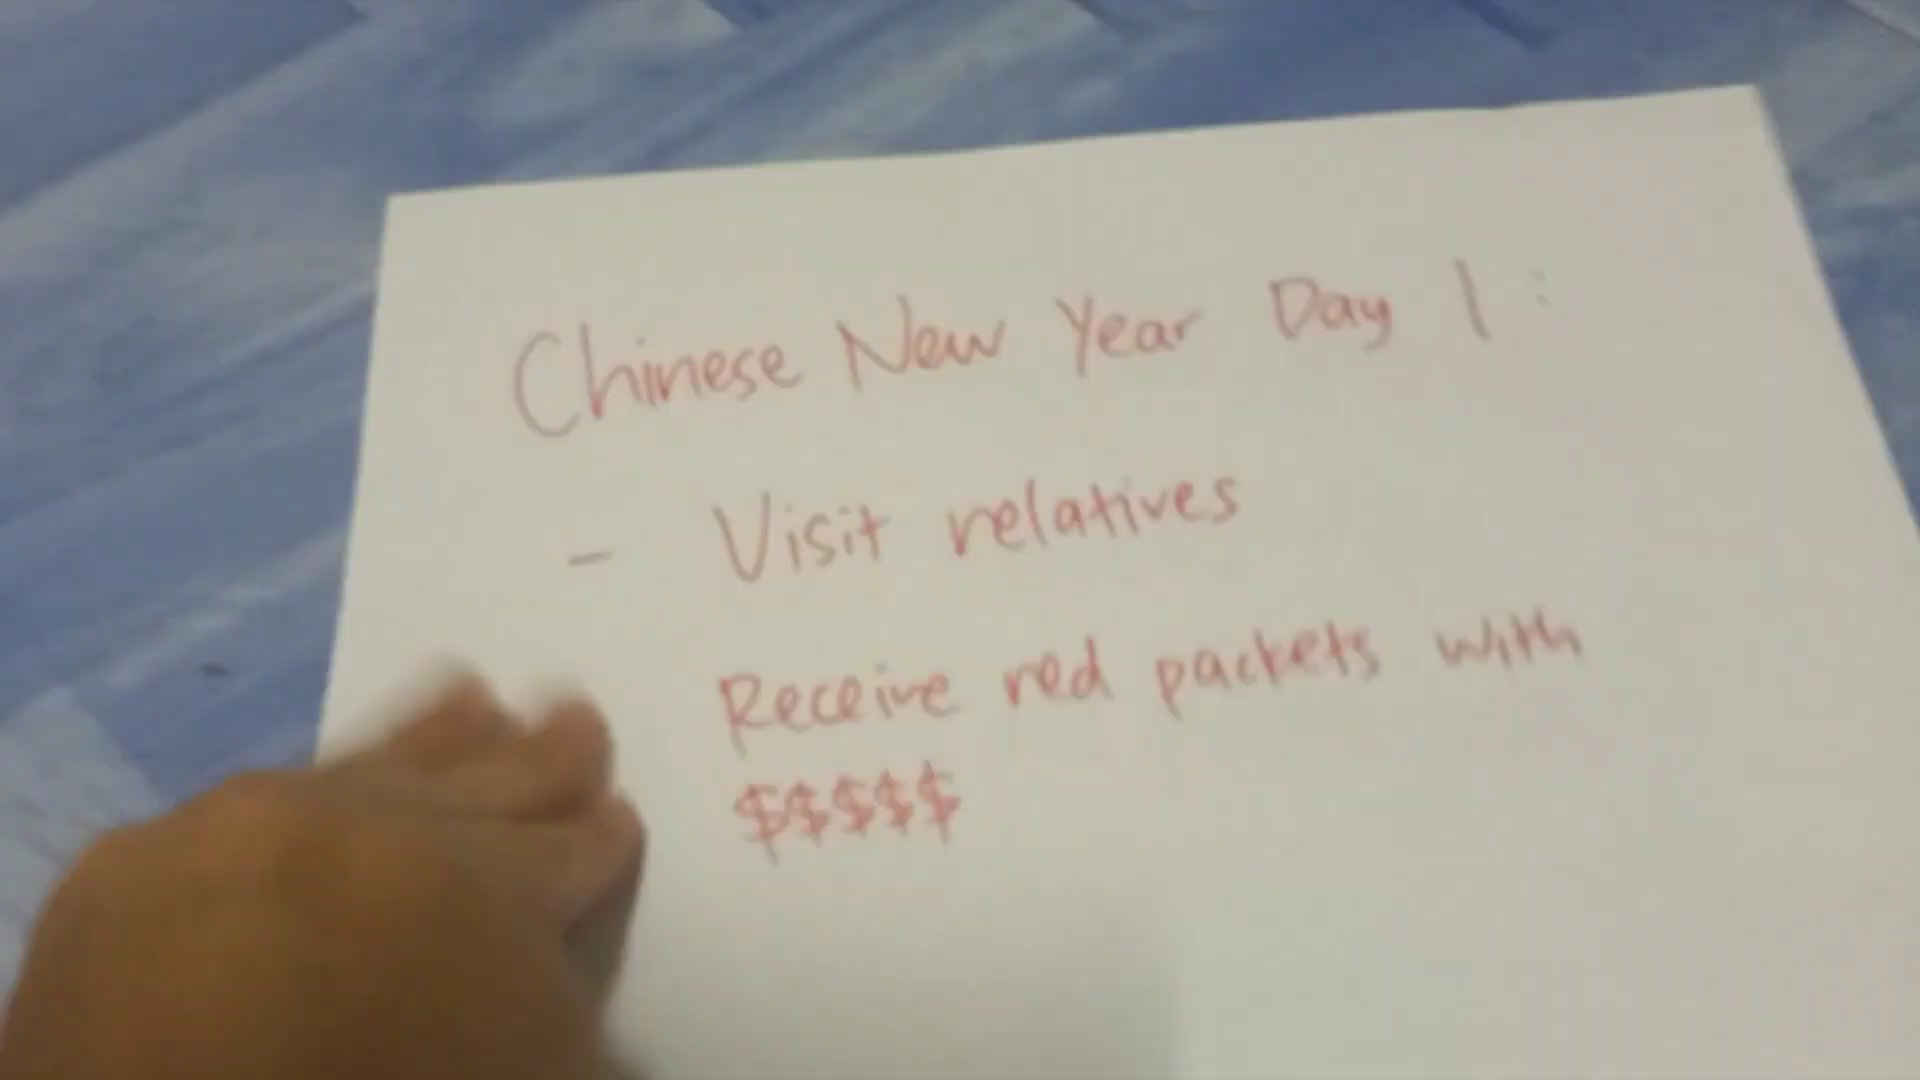 Chinese New Year Day 1 :
- Visit relatives
Receive red packets with
$$$$$